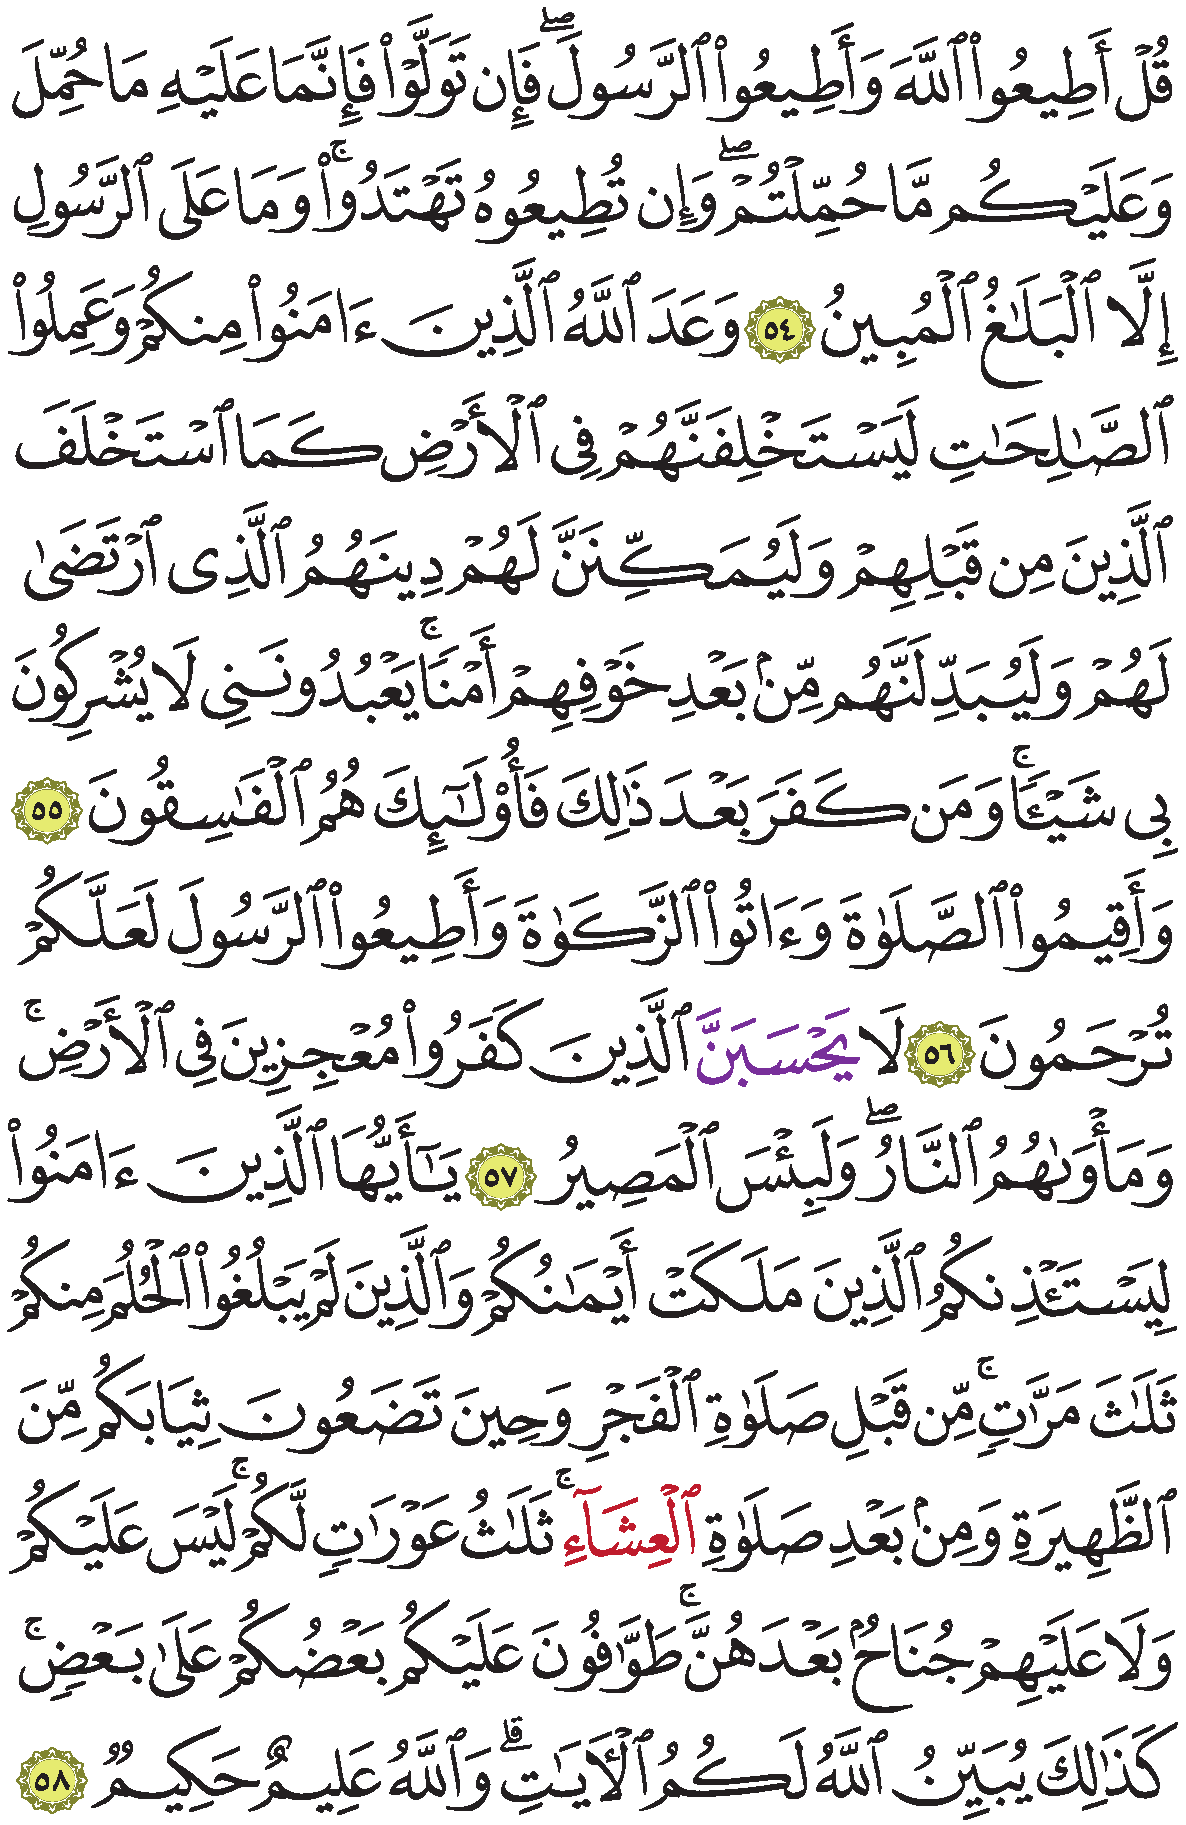 قُلْ أَطِيعُوا۟ ٱللَّهَ وَأَطِيعُوا۟ ٱلرَّسُولَ ۖ فَإِن تَوَلَّوْا۟ فَإِنَّمَا عَلَيْهِ مَا حُمِّلَ
وَعَلَيْكُم مَّا حُمِّلْتُمْ ۖ وَإِن تُطِيعُوهُ تَهْتَدُوا۟ ۚ وَمَا عَلَى ٱلرَّسُولِ
إِلَّا ٱلْبَلَٰغُ ٱلْمُبِينُ ٥٤ وَعَدَ ٱللَّهُ ٱلَّذِينَ ءَامَنُوا۟ مِنكُمْ وَعَمِلُوا۟
ٱلصَّٰلِحَٰتِ لَيَسْتَخْلِفَنَّهُمْ فِى ٱلْأَرْضِ كَمَا ٱسْتَخْلَفَ
ٱلَّذِينَ مِن قَبْلِهِمْ وَلَيُمَكِّنَنَّ لَهُمْ دِينَهُمُ ٱلَّذِى ٱرْتَضَىٰ
لَهُمْ وَلَيُبَدِّلَنَّهُم مِّنۢ بَعْدِ خَوْفِهِمْ أَمْنًا ۚ يَعْبُدُونَنِى لَا يُشْرِكُونَ
بِى شَيْـًٔا ۚ وَمَن كَفَرَ بَعْدَ ذَٰلِكَ فَأُو۟لَٰٓئِكَ هُمُ ٱلْفَٰسِقُونَ ٥٥
وَأَقِيمُوا۟ ٱلصَّلَوٰةَ وَءَاتُوا۟ ٱلزَّكَوٰةَ وَأَطِيعُوا۟ ٱلرَّسُولَ لَعَلَّكُمْ
تُرْحَمُونَ ٥٦ لَا يَحْسَبَنَّ ٱلَّذِينَ كَفَرُوا۟ مُعْجِزِينَ فِى ٱلْأَرْضِ ۚ
وَمَأْوَىٰهُمُ ٱلنَّارُ ۖ وَلَبِئْسَ ٱلْمَصِيرُ ٥٧ يَٰٓأَيُّهَا ٱلَّذِينَ ءَامَنُوا۟
لِيَسْتَـْٔذِنكُمُ ٱلَّذِينَ مَلَكَتْ أَيْمَٰنُكُمْ وَٱلَّذِينَ لَمْ يَبْلُغُوا۟ ٱلْحُلُمَ مِنكُمْ
ثَلَٰثَ مَرَّٰتٍ ۚ مِّن قَبْلِ صَلَوٰةِ ٱلْفَجْرِ وَحِينَ تَضَعُونَ ثِيَابَكُم مِّنَ
ٱلظَّهِيرَةِ وَمِنۢ بَعْدِ صَلَوٰةِ ٱلْعِشَآءِ ۚ ثَلَٰثُ عَوْرَٰتٍ لَّكُمْ ۚ لَيْسَ عَلَيْكُمْ
وَلَا عَلَيْهِمْ جُنَاحٌۢ بَعْدَهُنَّ ۚ طَوَّٰفُونَ عَلَيْكُم بَعْضُكُمْ عَلَىٰ بَعْضٍ ۚ
كَذَٰلِكَ يُبَيِّنُ ٱللَّهُ لَكُمُ ٱلْـَٔايَٰتِ ۗ وَٱللَّهُ عَلِيمٌ حَكِيمٌ ٥٨